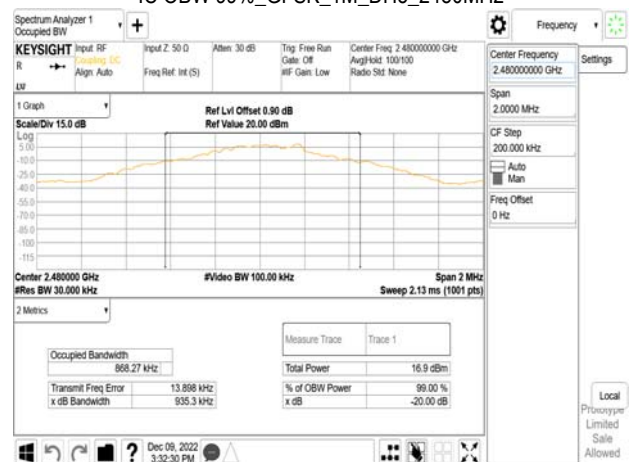 Spectrum Analyzer 1
Occupied BW
Frequency
KEYSIGHT
R
Input: RF
Coupling: DC
Align: Auto
Input Z: 50 Ω
Freq Ref: Int (S)
Atten: 30 dB
Trig: Free Run
Gate: Off
#IF Gain: Low
Center Freq: 2.480000000 GHz
Avg|Hold: 100/100
Radio Std: None
Center Frequency
2.480000000 GHz
Settings
Span
2.0000 MHz
CF Step
200.000 kHz
Auto
Man
Freq Offset
0 Hz
1 Graph
Scale/Div 15.0 dB
Ref Lvl Offset 0.90 dB
Ref Value 20.00 dBm
Log
5.00
-10.0
-25.0
-40.0
-55.0
-70.0
-85.0
-100
-115
Center 2.480000 GHz
#Res BW 30.000 kHz
#Video BW 100.00 kHz
Span 2 MHz
Sweep 2.13 ms (1001 pts)
2 Metrics
Measure Trace Trace 1
Occupied Bandwidth
868.27 kHz
Total Power 16.9 dBm
Transmit Freq Error 13.898 kHz
% of OBW Power 99.00 %
x dB Bandwidth 935.3 kHz
x dB -20.00 dB
Local
Prototype
Limited
Sale
Allowed
Dec 09, 2022
3:32:30 PM